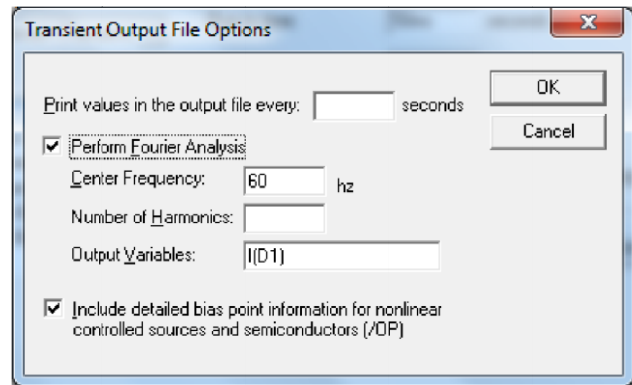 Transient Output File Options
OK
Print values in the output file every: seconds
Cancel
Perform Fourier Analysis
Center Frequency: 60 hz
Number of Harmonics:
Output Variables: I(D1)
Include detailed bias point information for nonlinear
controlled sources and semiconductors (/OP)